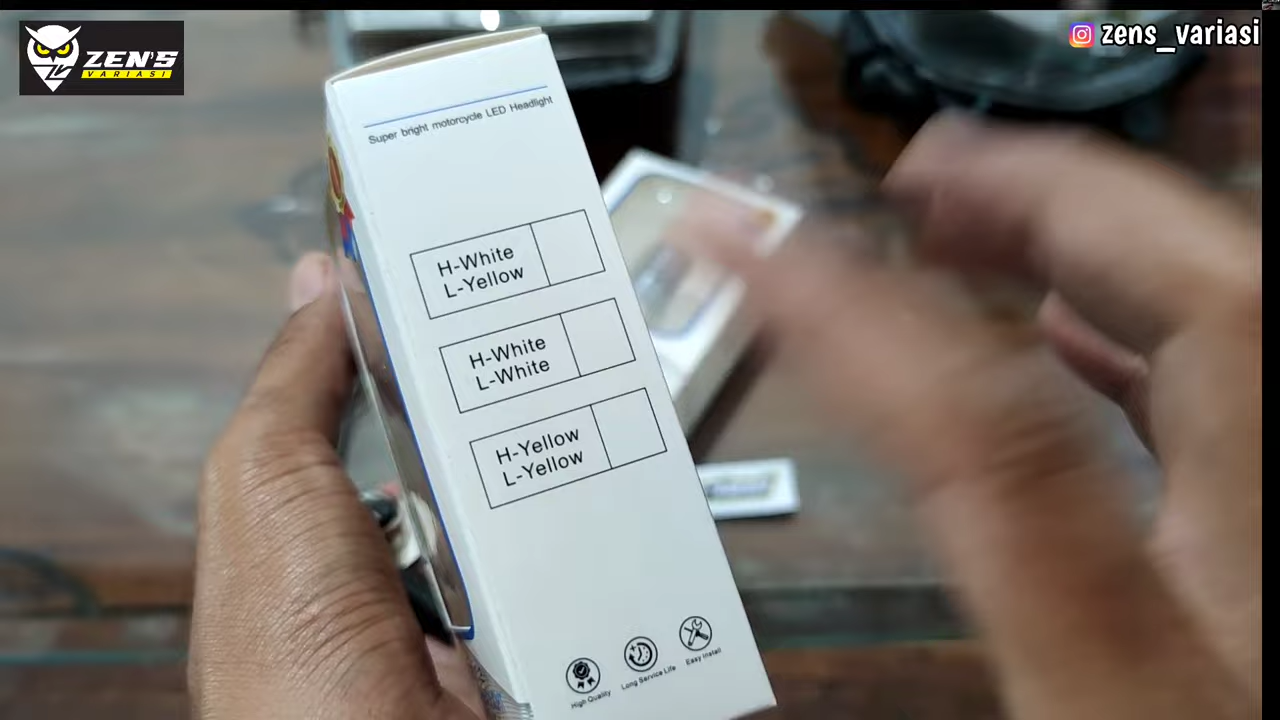 ZEN'S
VARIASI
zens_variasi
Super bright motorcycle LED Headlight
H-White
L-Yellow
H-White
L-White
H-Yellow
L-Yellow
High Quality
Long Service Life
Easy Install